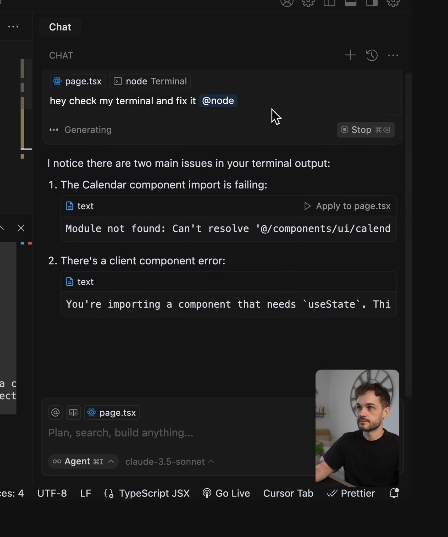 Chat
CHAT
page.tsx
node Terminal
hey check my terminal and fix it @node
Generating
Stop ⌘⌫
I notice there are two main issues in your terminal output:
1. The Calendar component import is failing:
text
Apply to page.tsx
Module not found: Can't resolve '@/components/ui/calend
2. There's a client component error:
text
You're importing a component that needs `useState`. Thi
a c
ect
@
page.tsx
Plan, search, build anything...
∞ Agent ⌘I
claude-3.5-sonnet
ces: 4 UTF-8 LF TypeScript JSX Go Live Cursor Tab Prettier